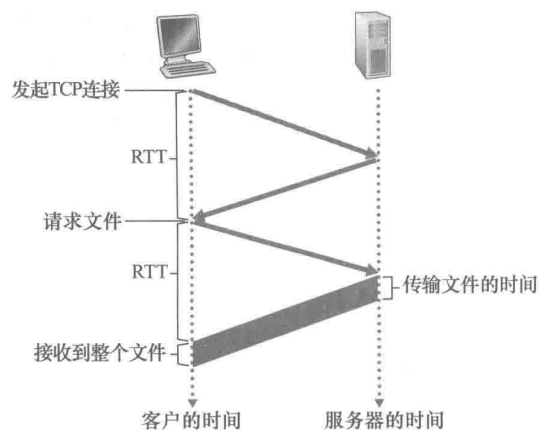 发起TCP连接
RTT
请求文件
RTT
传输文件的时间
接收到整个文件
客户的时间
服务器的时间